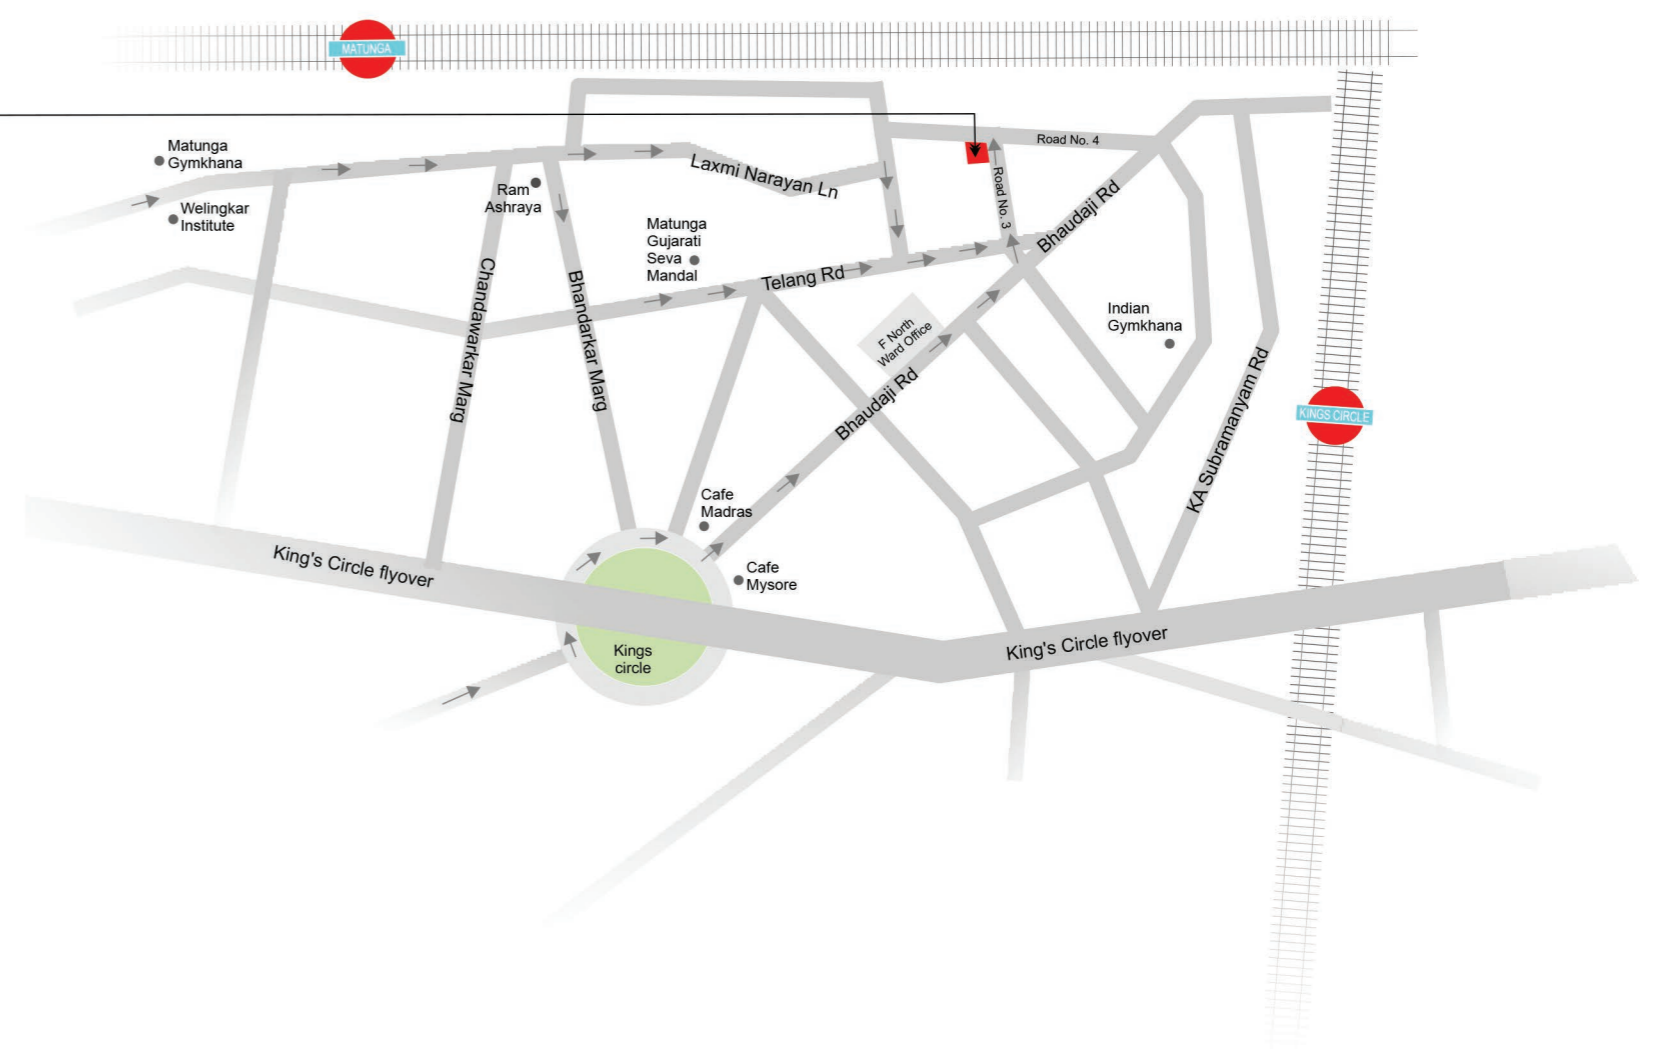 MATUNGA
Road No. 4
Matunga
Gymkhana
Laxmi Narayan Ln
Ram
Ashraya
Welingkar
Institute
Road No. 3
Bhaudaji Rd
Matunga
Gujarati
Seva
Mandal
Telang Rd
Chandawarkar Marg
Bhandarkar Marg
Indian
Gymkhana
F North
Ward Office
Bhaudaji Rd
KA Subramanyam Rd
KINGS CIRCLE
Cafe
Madras
King's Circle flyover
Cafe
Mysore
Kings
circle
King's Circle flyover